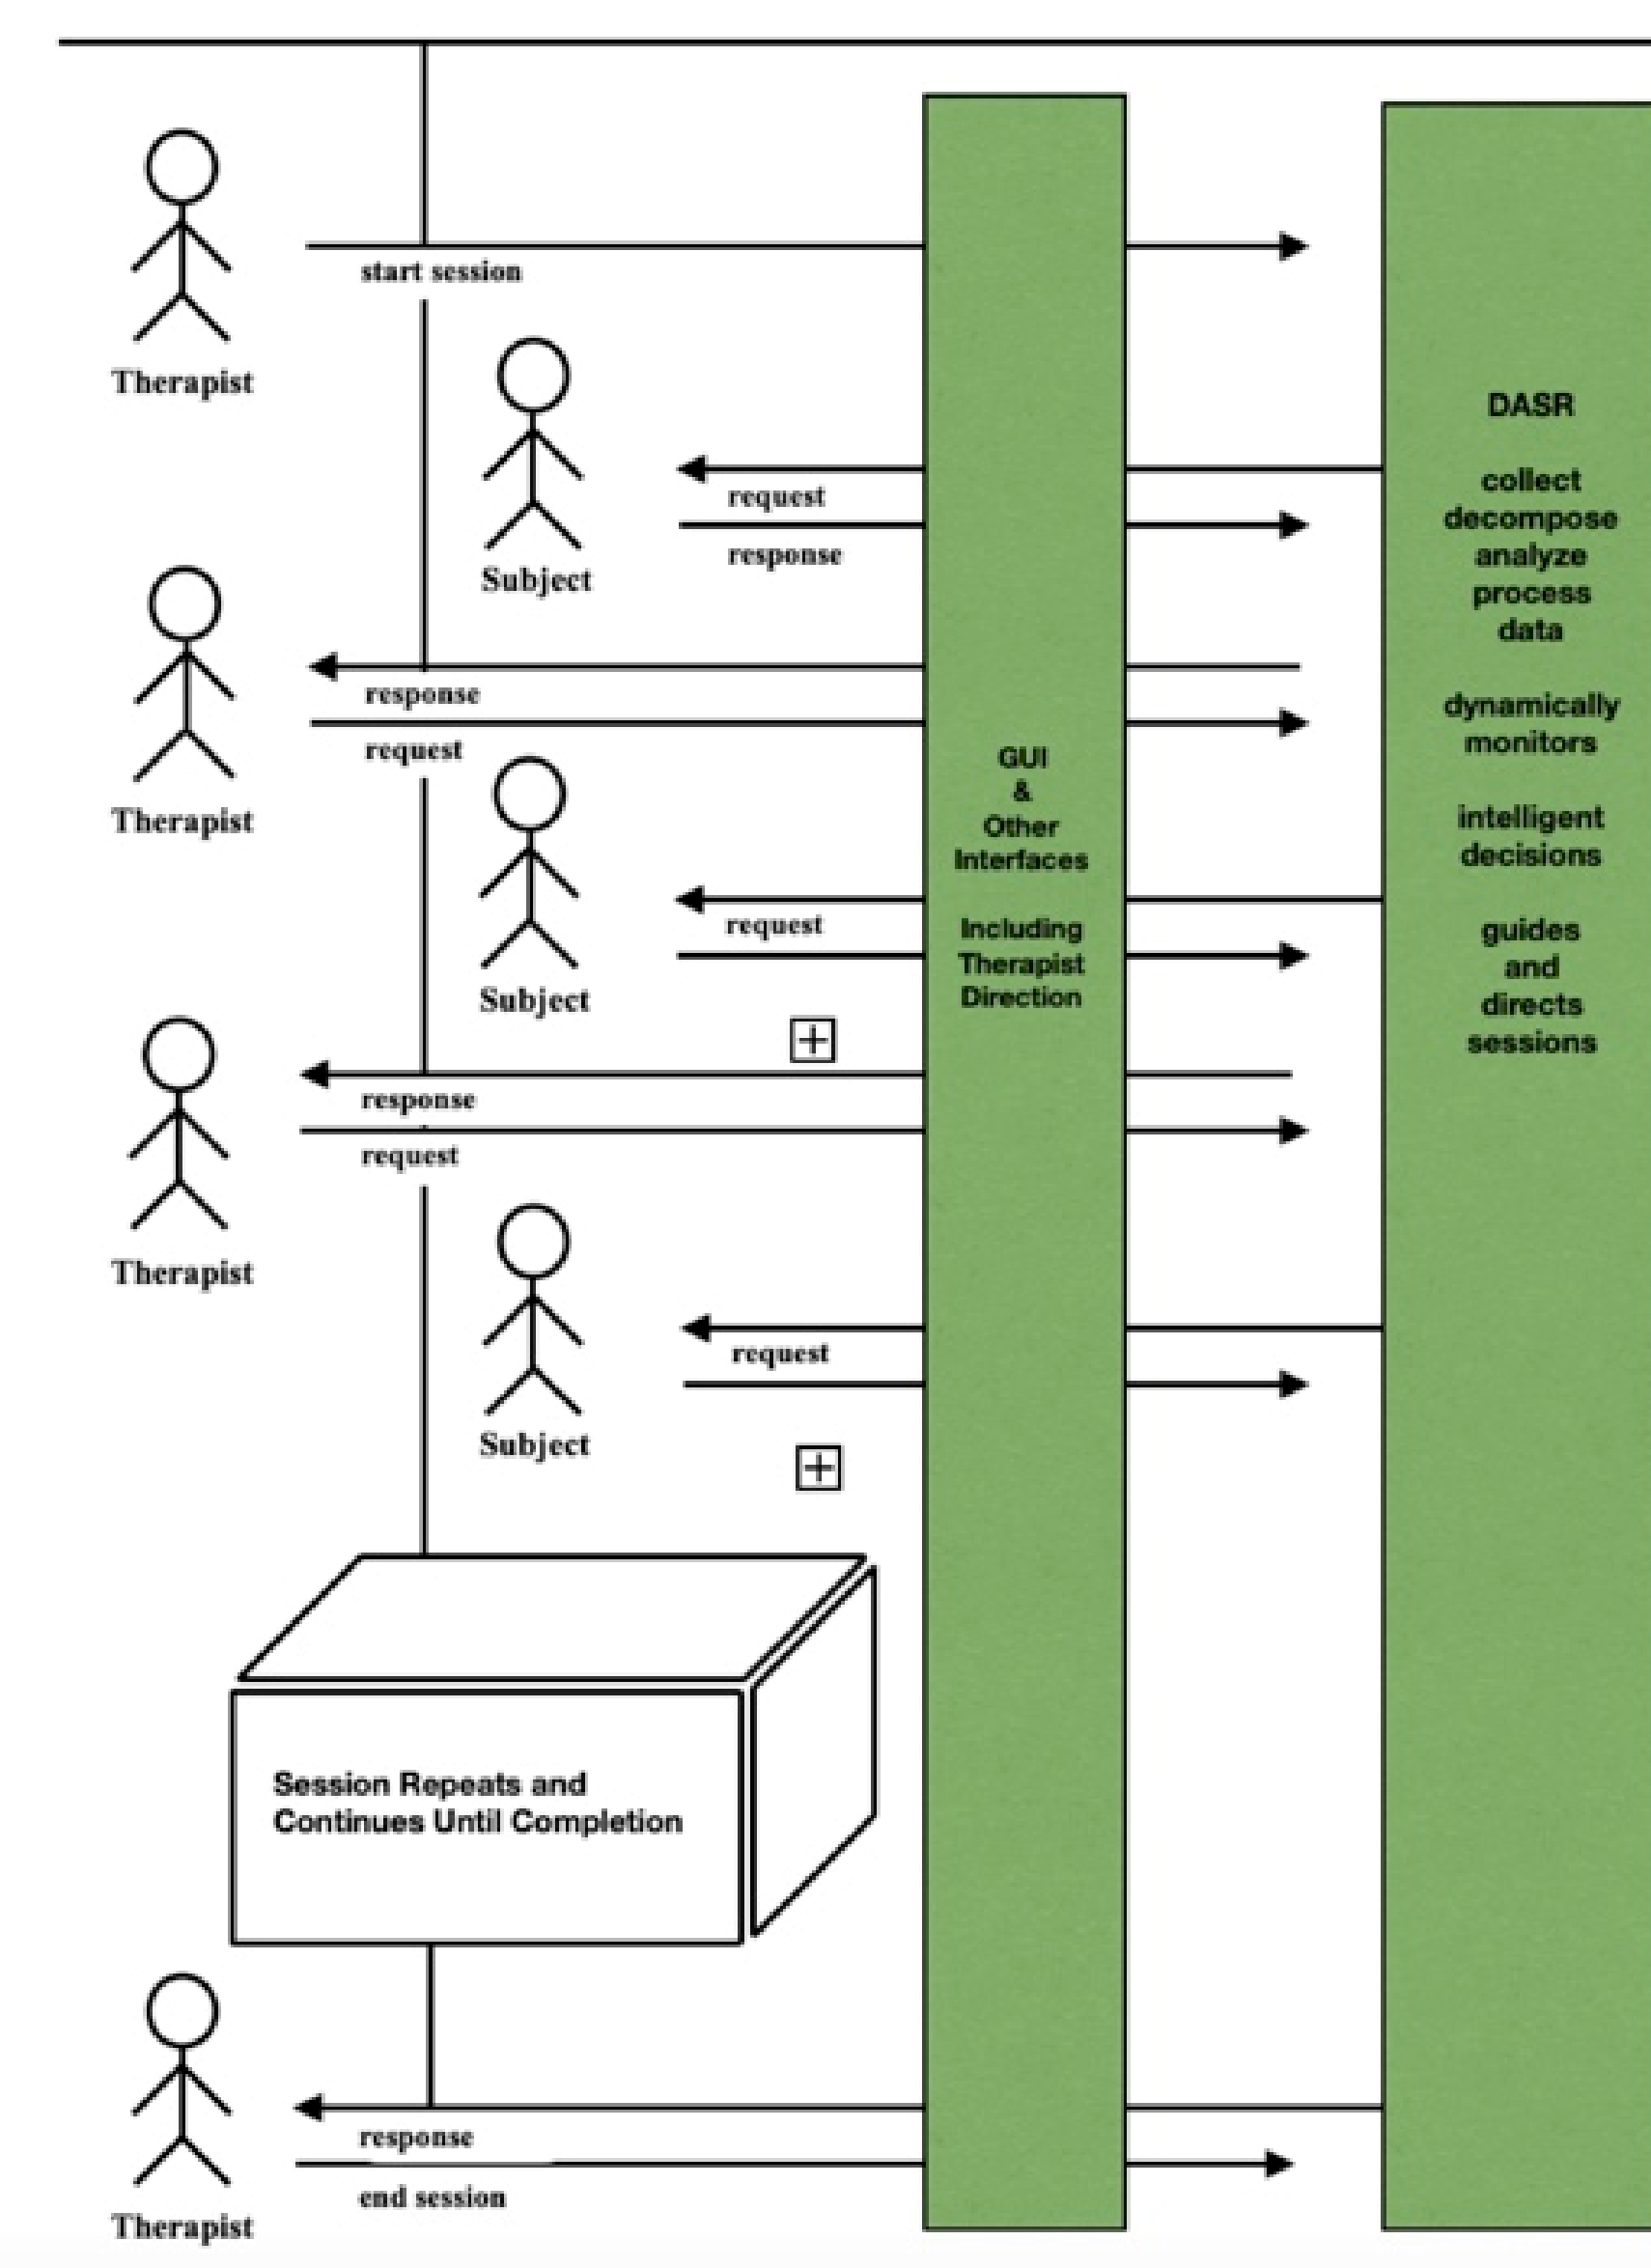 start session
Therapist
request
response
Subject
response
request
Therapist
request
Subject
response
request
Therapist
request
Subject
Session Repeats and
Continues Until Completion
response
end session
Therapist
GUI
&
Other
Interfaces
Including
Therapist
Direction
DASR
collect
decompose
analyze
process
data
dynamically
monitors
intelligent
decisions
guides
and
directs
sessions